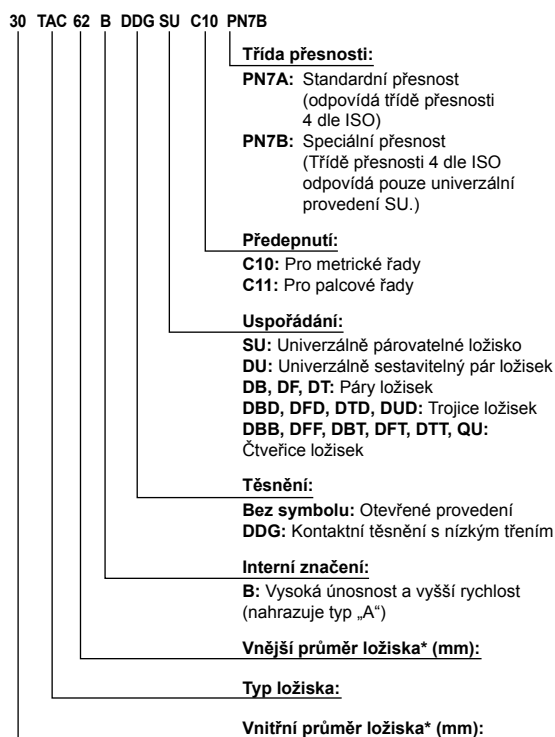 30 TAC 62 B DDG SU C10 PN7B
Třída přesnosti:
PN7A: Standardní přesnost
(odpovídá třídě přesnosti
4 dle ISO)
PN7B: Speciální přesnost
(Třídě přesnosti 4 dle ISO
odpovídá pouze univerzální
provedení SU.)
Předepnutí:
C10: Pro metrické řady
C11: Pro palcové řady
Uspořádání:
SU: Univerzálně párovatelné ložisko
DU: Univerzálně sestavitelný pár ložisek
DB, DF, DT: Páry ložisek
DBD, DFD, DTD, DUD: Trojice ložisek
DBB, DFF, DBT, DFT, DTT, QU:
Čtveřice ložisek
Těsnění:
Bez symbolu: Otevřené provedení
DDG: Kontaktní těsnění s nízkým třením
Interní značení:
B: Vysoká únosnost a vyšší rychlost
(nahrazuje typ „A“)
Vnější průměr ložiska* (mm):
Typ ložiska:
Vnitřní průměr ložiska* (mm):